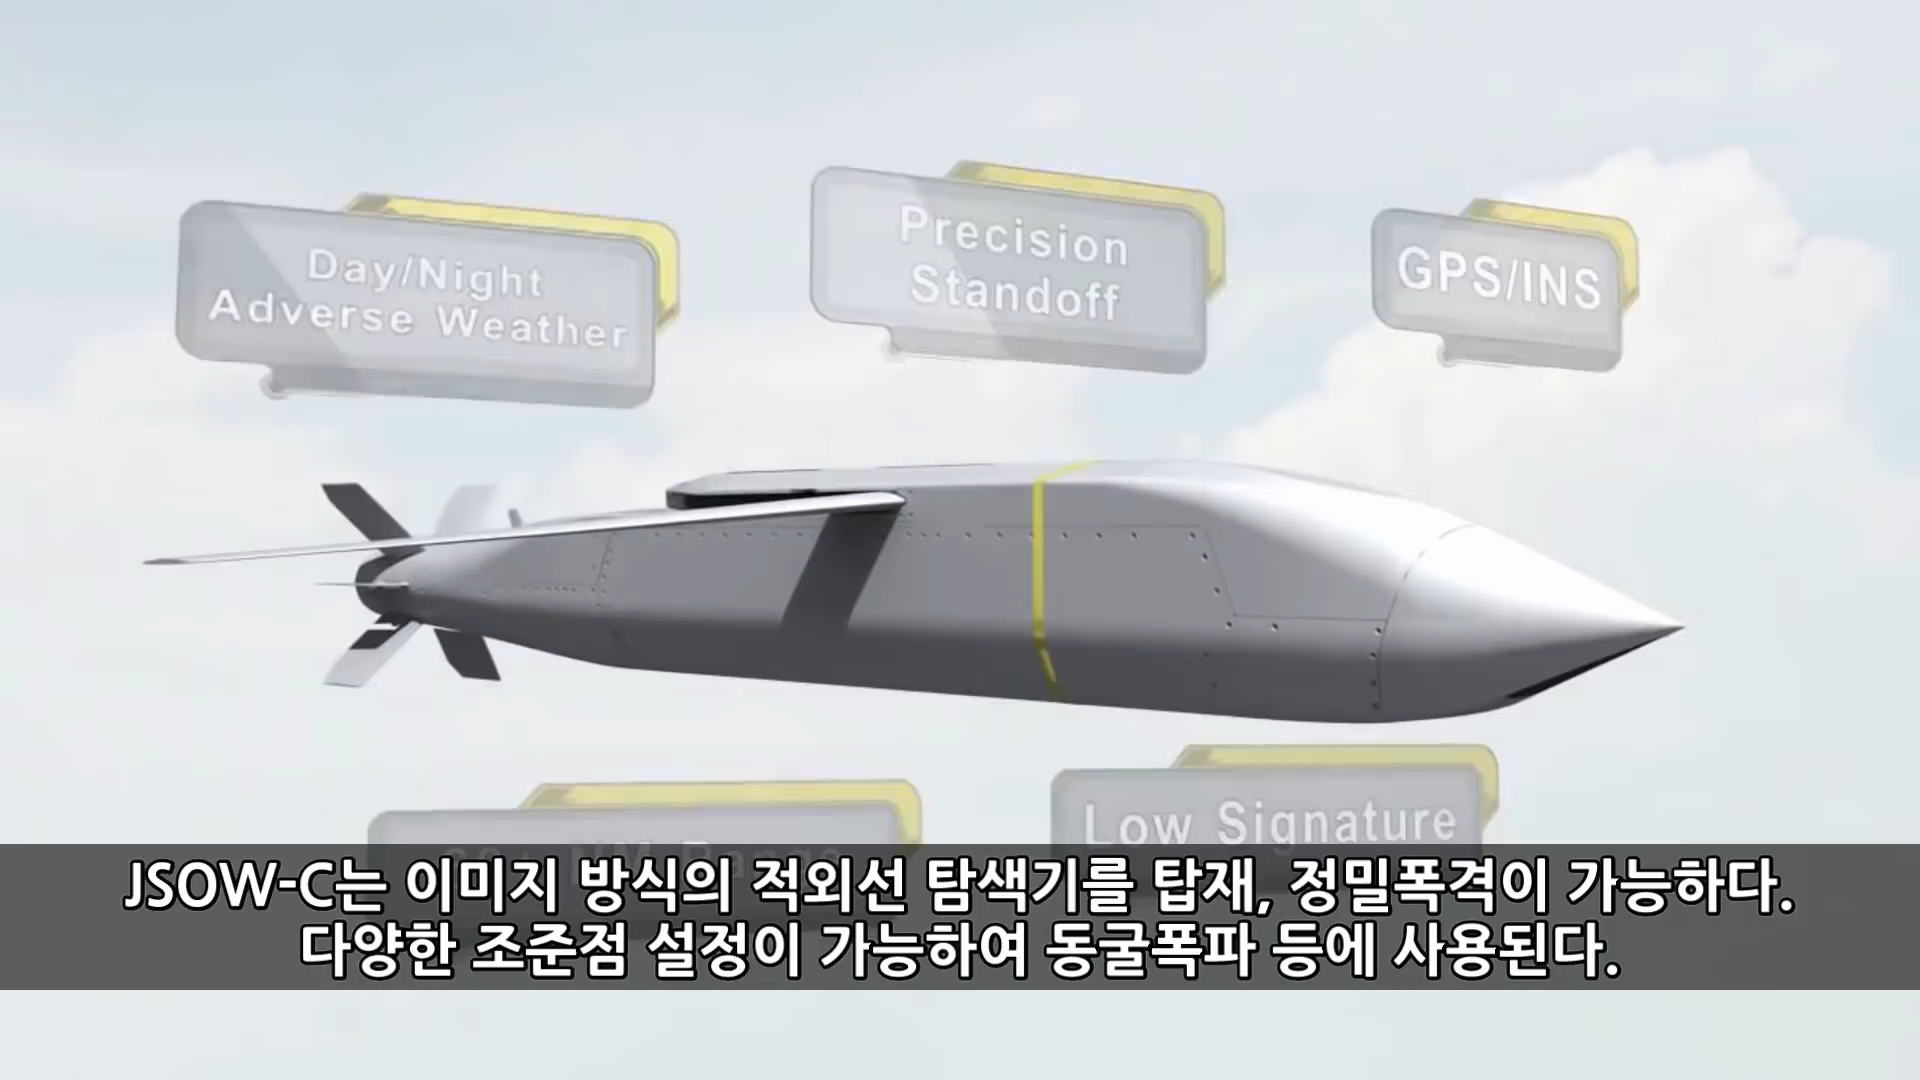 Day/Night
Adverse Weather
Precision
Standoff
GPS/INS
Low Signature
NM Range
JSOW-C는 이미지 방식의 적외선 탐색기를 탑재, 정밀폭격이 가능하다.
다양한 조준점 설정이 가능하여 동굴폭파 등에 사용된다.